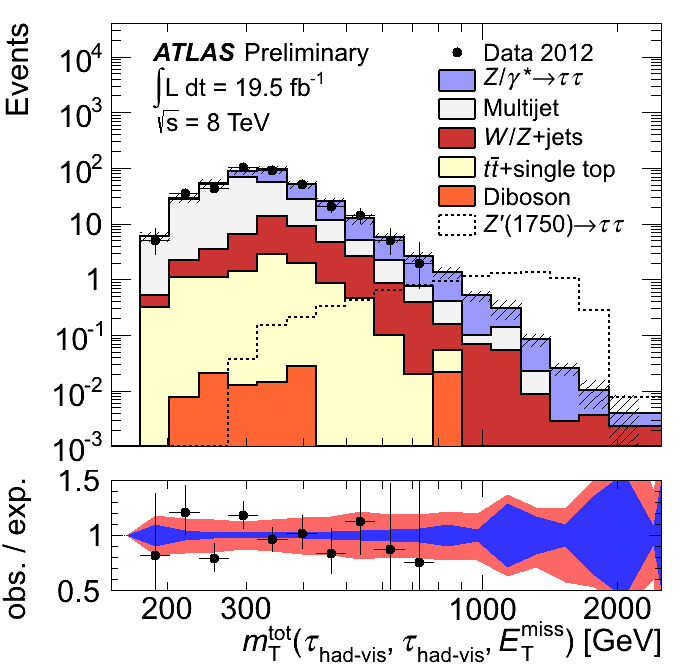 Events
10⁴
10³
10²
10
1
10⁻¹
10⁻²
10⁻³
ATLAS Preliminary
∫L dt = 19.5 fb⁻¹
√s = 8 TeV
Data 2012
Z/γ*→ττ
Multijet
W/Z+jets
tt̄+single top
Diboson
Z′(1750)→ττ
obs. / exp.
1.5
1
0.5
200 300 1000 2000
m_T^tot(τ_had-vis, τ_had-vis, E_T^miss) [GeV]